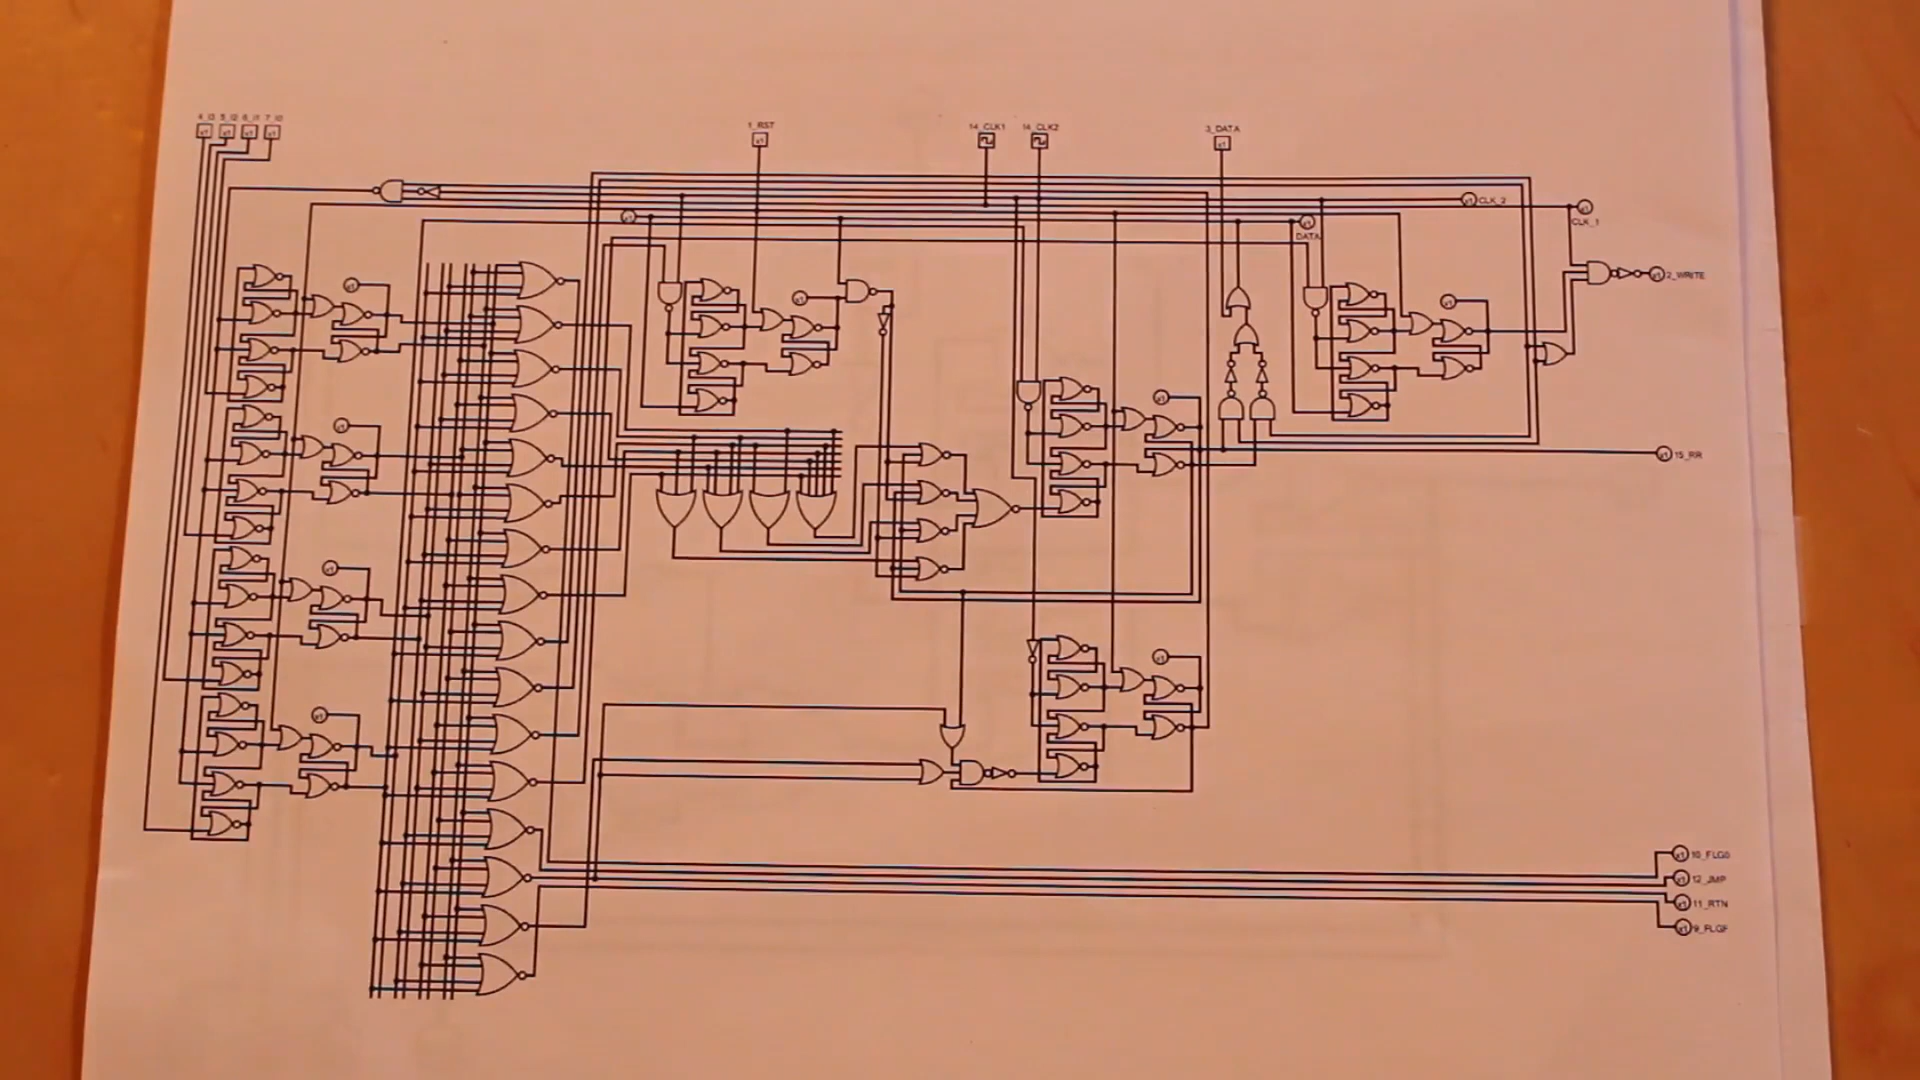 4_I3 5_I2 6_I1 7_I0
1_RST
14_CLK1
14_CLK2
3_DATA
CLK_2
CLK_1
DATA
2_WRITE
15_RR
10_FLG0
12_JMP
11_RTN
9_FLGF